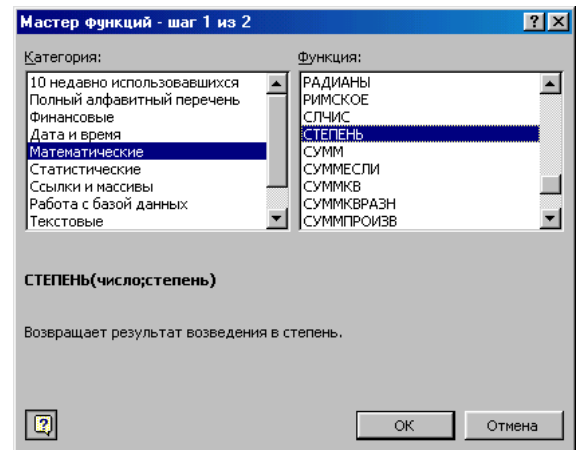 Мастер функций - шаг 1 из 2
Категория:
Функция:
10 недавно использовавшихся
Полный алфавитный перечень
Финансовые
Дата и время
Математические
Статистические
Ссылки и массивы
Работа с базой данных
Текстовые
РАДИАНЫ
РИМСКОЕ
СЛЧИС
СТЕПЕНЬ
СУММ
СУММЕСЛИ
СУММКВ
СУММКВРАЗН
СУММПРОИЗВ
СТЕПЕНЬ(число;степень)
Возвращает результат возведения в степень.
ОК
Отмена